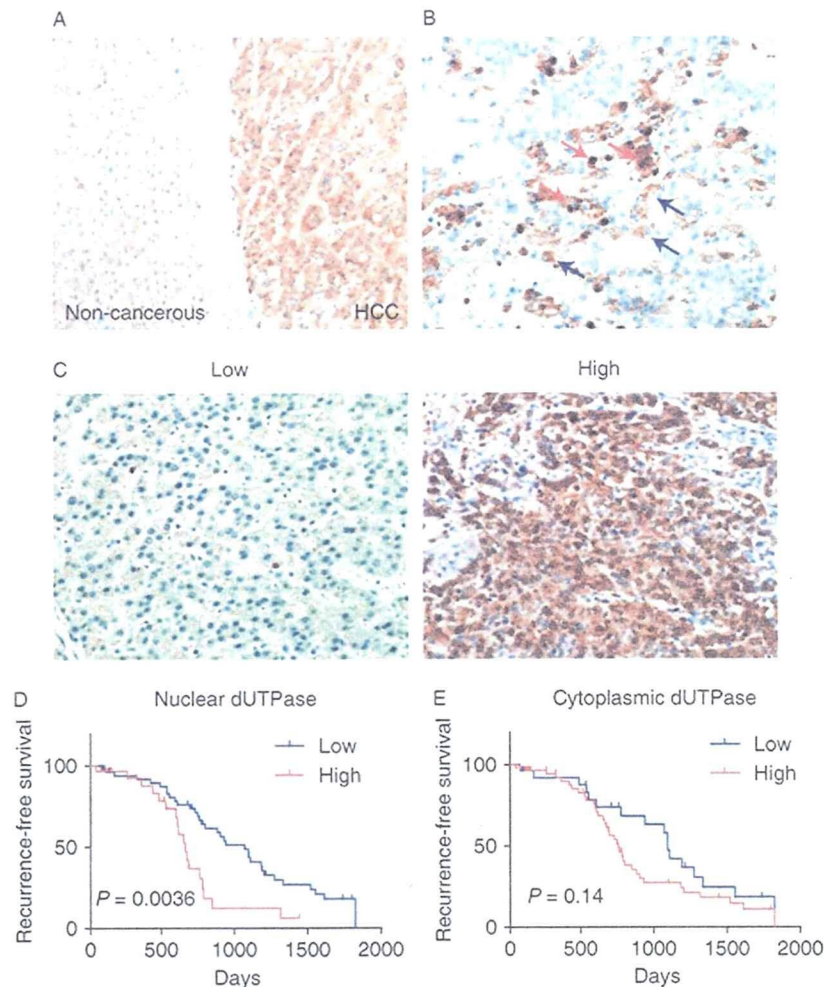 A
B
Non-cancerous
HCC
C
Low
High
D
Nuclear dUTPase
Recurrence-free survival
100
50
0
Low
High
P = 0.0036
0
500
1000
1500
2000
Days
E
Cytoplasmic dUTPase
Recurrence-free survival
100
50
0
Low
High
P = 0.14
0
500
1000
1500
2000
Days